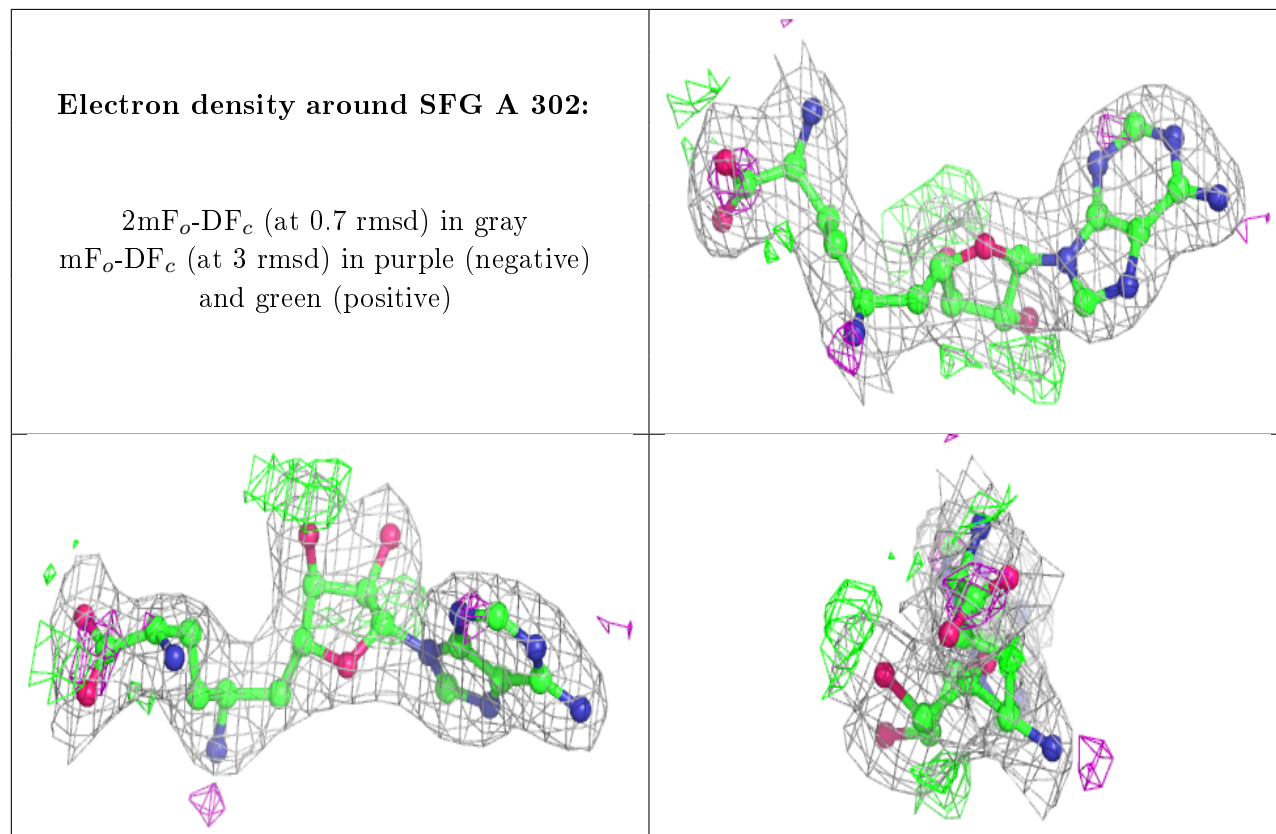 Electron density around SFG A 302:
2mFo-DFc (at 0.7 rmsd) in gray
mFo-DFc (at 3 rmsd) in purple (negative)
and green (positive)